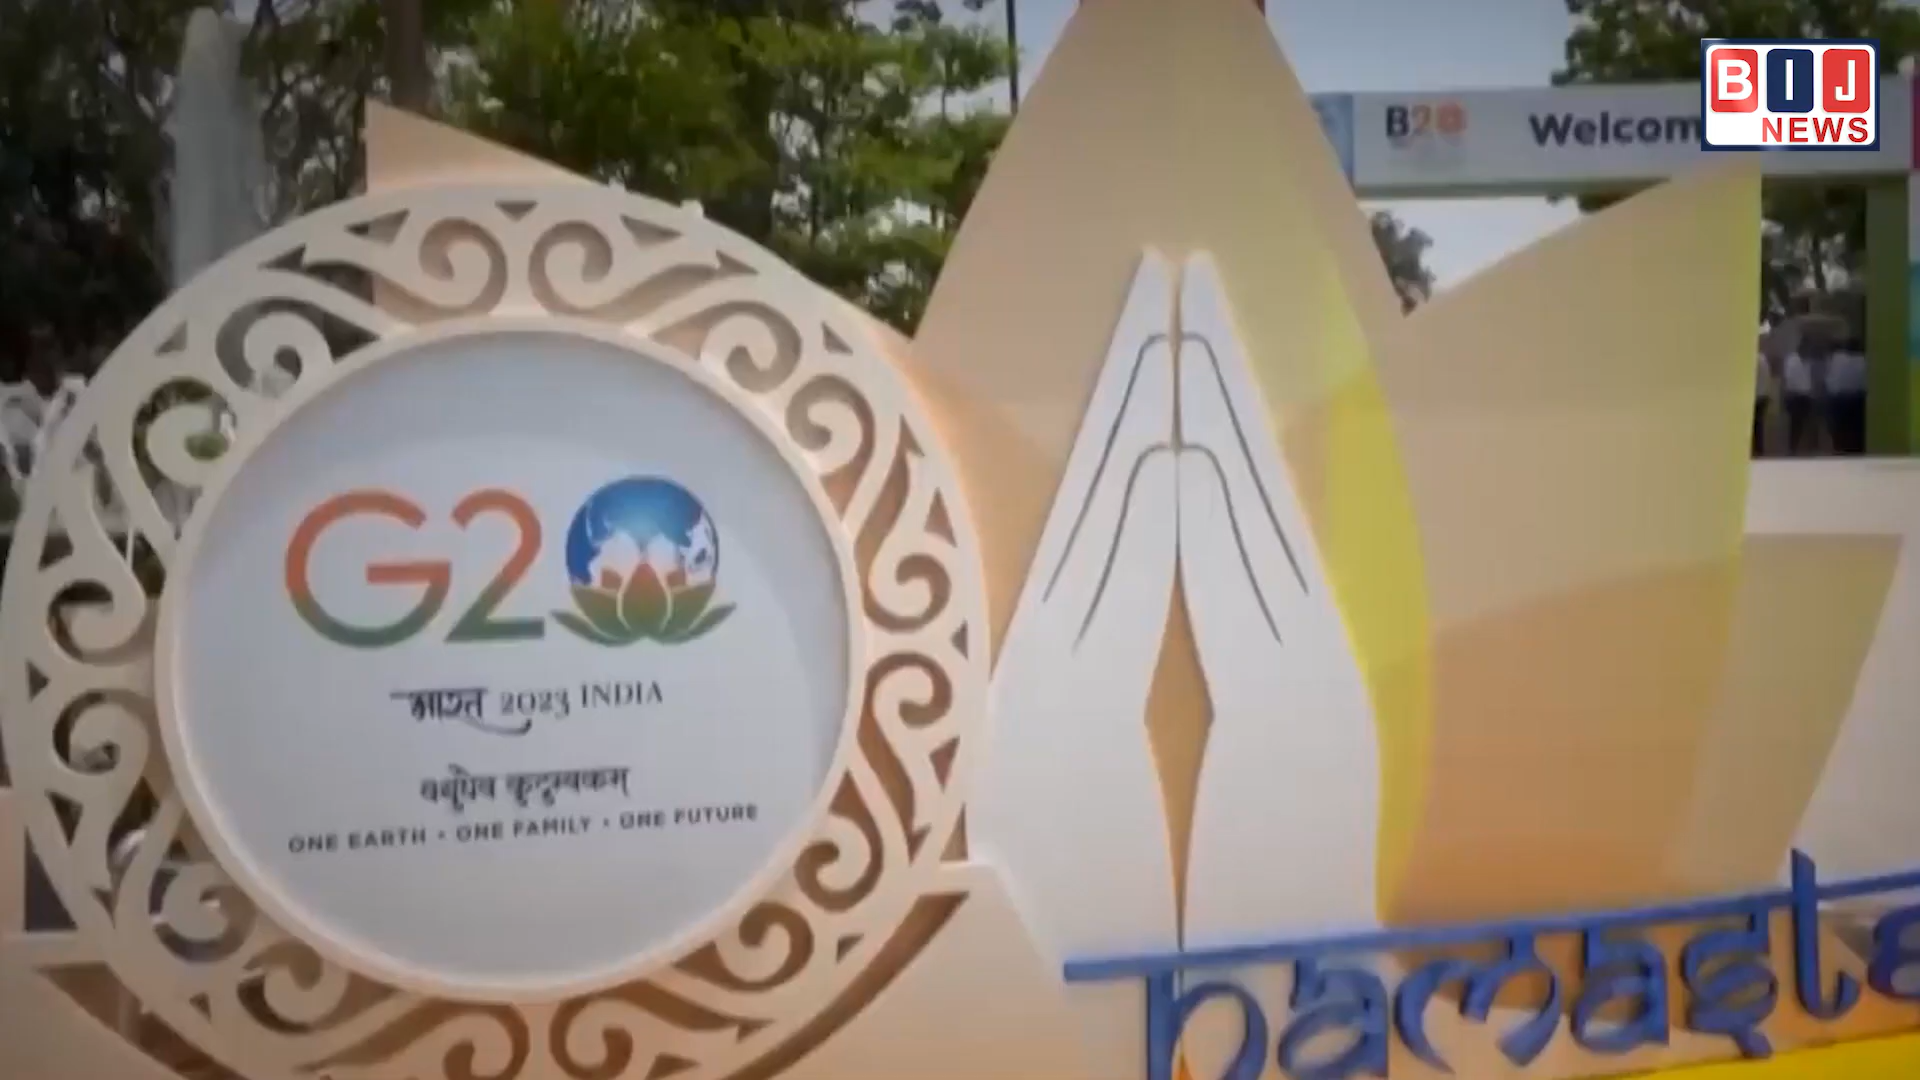 BIJ
NEWS
B20
Welcom
G20
भारत 2023 INDIA
वसुधैव कुटुम्बकम्
ONE EARTH • ONE FAMILY • ONE FUTURE
namaste